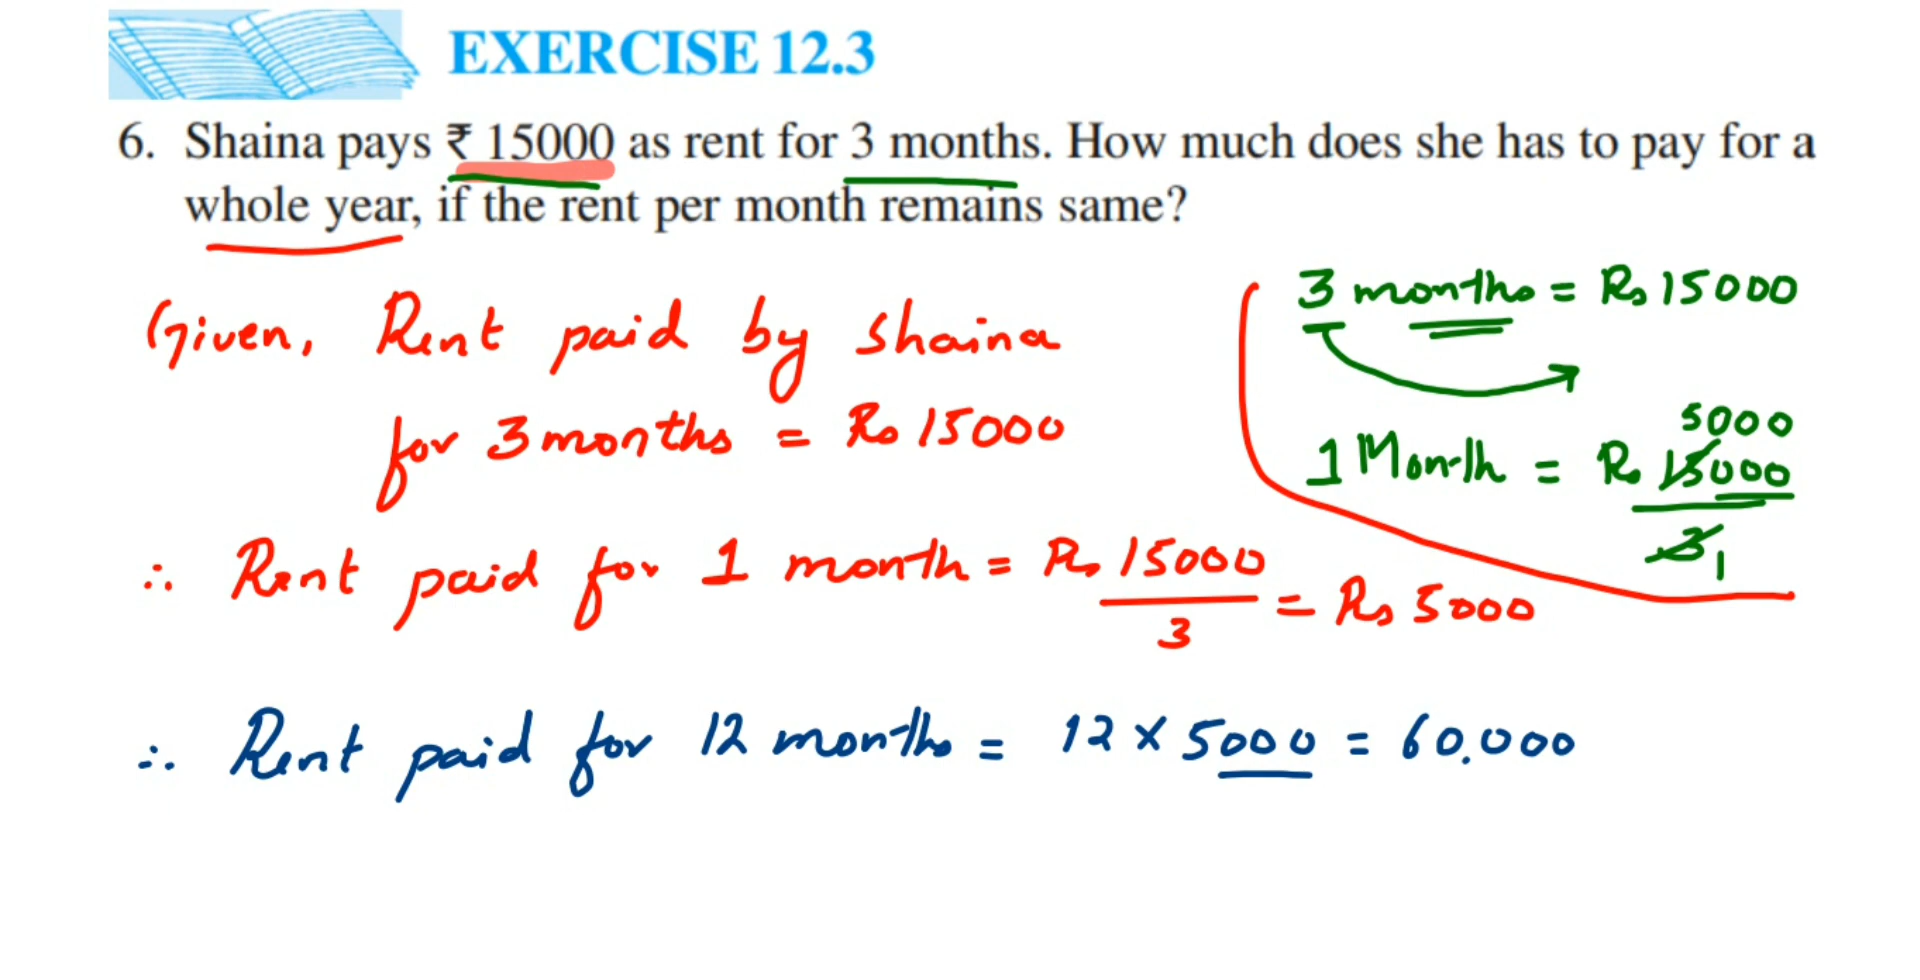 EXERCISE 12.3
6. Shaina pays ₹ 15000 as rent for 3 months. How much does she has to pay for a
whole year, if the rent per month remains same?
Given, Rent paid by Shaina
for 3 months = Rs 15000
3 months = Rs 15000
5000
1 Month = Rs 15000
3 1
∴ Rent paid for 1 month = Rs 15000 = Rs 5000
3
∴ Rent paid for 12 months = 12 × 5000 = 60,000